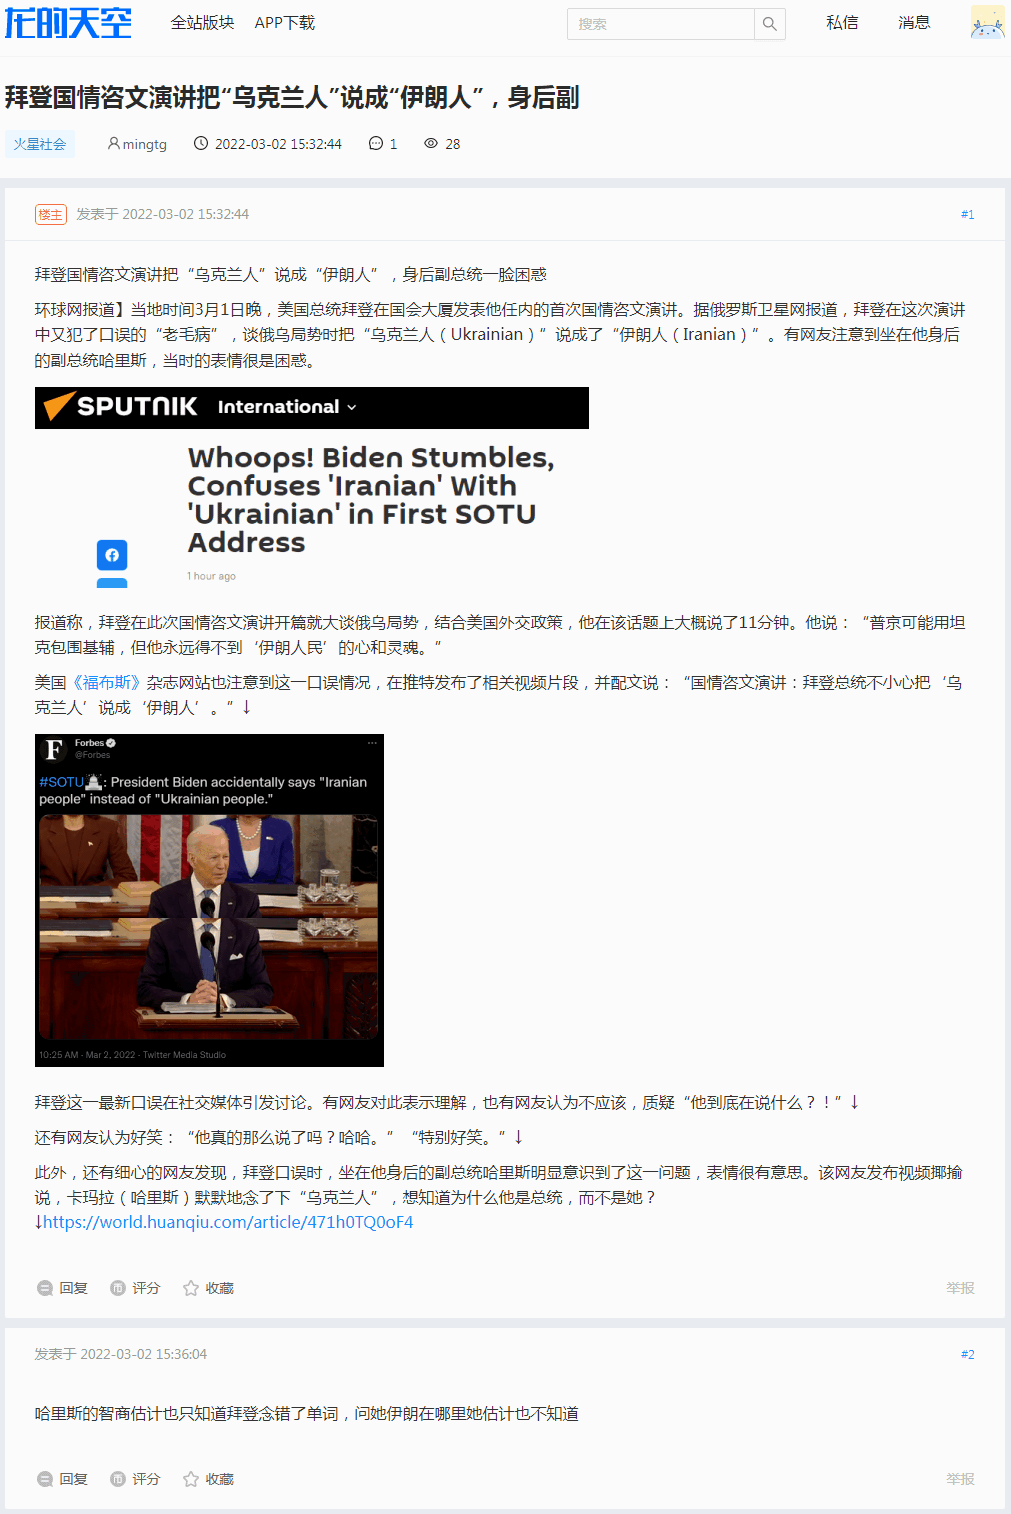 龙的天空 全站版块 APP下载 搜索 私信 消息
拜登国情咨文演讲把“乌克兰人”说成“伊朗人”，身后副
火星社会 mingtg 2022-03-02 15:32:44 1 28
楼主 发表于 2022-03-02 15:32:44 #1
拜登国情咨文演讲把“乌克兰人”说成“伊朗人”，身后副总统一脸困惑
环球网报道】当地时间3月1日晚，美国总统拜登在国会大厦发表他任内的首次国情咨文演讲。据俄罗斯卫星网报道，拜登在这次演讲
中又犯了口误的“老毛病”，谈俄乌局势时把“乌克兰人（Ukrainian）”说成了“伊朗人（Iranian）”。有网友注意到坐在他身后
的副总统哈里斯，当时的表情很是困惑。
SPUTNIK International
Whoops! Biden Stumbles,
Confuses 'Iranian' With
'Ukrainian' in First SOTU
Address
1 hour ago
报道称，拜登在此次国情咨文演讲开篇就大谈俄乌局势，结合美国外交政策，他在该话题上大概说了11分钟。他说：“普京可能用坦
克包围基辅，但他永远得不到‘伊朗人民’的心和灵魂。”
美国《福布斯》杂志网站也注意到这一口误情况，在推特发布了相关视频片段，并配文说：“国情咨文演讲：拜登总统不小心把‘乌
克兰人’说成‘伊朗人’。”↓
F Forbes ···
@Forbes
#SOTU: President Biden accidentally says "Iranian
people" instead of "Ukrainian people."
10:25 AM · Mar 2, 2022 · Twitter Media Studio
拜登这一最新口误在社交媒体引发讨论。有网友对此表示理解，也有网友认为不应该，质疑“他到底在说什么？！”↓
还有网友认为好笑：“他真的那么说了吗？哈哈。”“特别好笑。”↓
此外，还有细心的网友发现，拜登口误时，坐在他身后的副总统哈里斯明显意识到了这一问题，表情很有意思。该网友发布视频揶揄
说，卡玛拉（哈里斯）默默地念了下“乌克兰人”，想知道为什么他是总统，而不是她？
↓https://world.huanqiu.com/article/471h0TQ0oF4
回复 评分 收藏 举报
发表于 2022-03-02 15:36:04 #2
哈里斯的智商估计也只知道拜登念错了单词，问她伊朗在哪里她估计也不知道
回复 评分 收藏 举报